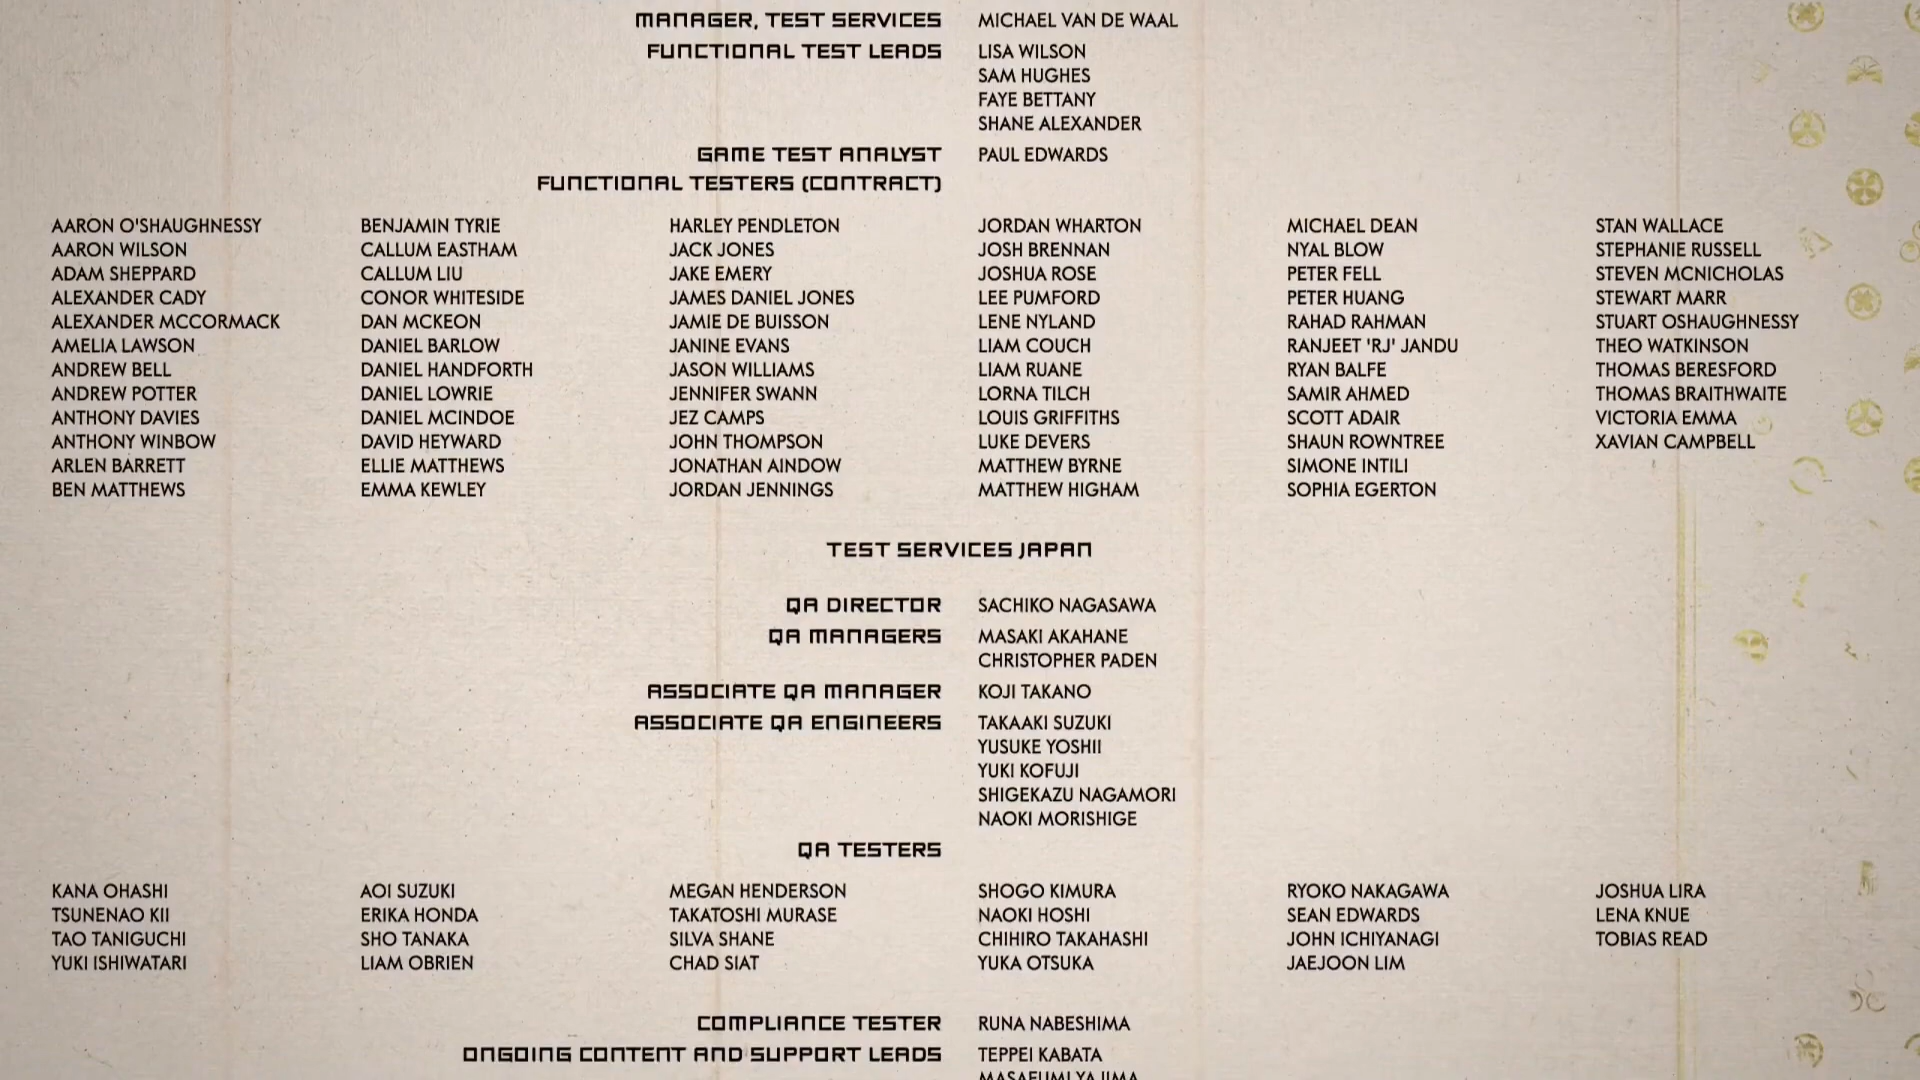 MANAGER, TEST SERVICES MICHAEL VAN DE WAAL
FUNCTIONAL TEST LEADS LISA WILSON
SAM HUGHES
FAYE BETTANY
SHANE ALEXANDER
GAME TEST ANALYST PAUL EDWARDS
FUNCTIONAL TESTERS (CONTRACT)
AARON O'SHAUGHNESSY BENJAMIN TYRIE HARLEY PENDLETON JORDAN WHARTON MICHAEL DEAN STAN WALLACE
AARON WILSON CALLUM EASTHAM JACK JONES JOSH BRENNAN NYAL BLOW STEPHANIE RUSSELL
ADAM SHEPPARD CALLUM LIU JAKE EMERY JOSHUA ROSE PETER FELL STEVEN MCNICHOLAS
ALEXANDER CADY CONOR WHITESIDE JAMES DANIEL JONES LEE PUMFORD PETER HUANG STEWART MARR
ALEXANDER MCCORMACK DAN MCKEON JAMIE DE BUISSON LENE NYLAND RAHAD RAHMAN STUART OSHAUGHNESSY
AMELIA LAWSON DANIEL BARLOW JANINE EVANS LIAM COUCH RANJEET 'RJ' JANDU THEO WATKINSON
ANDREW BELL DANIEL HANDFORTH JASON WILLIAMS LIAM RUANE RYAN BALFE THOMAS BERESFORD
ANDREW POTTER DANIEL LOWRIE JENNIFER SWANN LORNA TILCH SAMIR AHMED THOMAS BRAITHWAITE
ANTHONY DAVIES DANIEL MCINDOE JEZ CAMPS LOUIS GRIFFITHS SCOTT ADAIR VICTORIA EMMA
ANTHONY WINBOW DAVID HEYWARD JOHN THOMPSON LUKE DEVERS SHAUN ROWNTREE XAVIAN CAMPBELL
ARLEN BARRETT ELLIE MATTHEWS JONATHAN AINDOW MATTHEW BYRNE SIMONE INTILI
BEN MATTHEWS EMMA KEWLEY JORDAN JENNINGS MATTHEW HIGHAM SOPHIA EGERTON
TEST SERVICES JAPAN
QA DIRECTOR SACHIKO NAGASAWA
QA MANAGERS MASAKI AKAHANE
CHRISTOPHER PADEN
ASSOCIATE QA MANAGER KOJI TAKANO
ASSOCIATE QA ENGINEERS TAKAAKI SUZUKI
YUSUKE YOSHII
YUKI KOFUJI
SHIGEKAZU NAGAMORI
NAOKI MORISHIGE
QA TESTERS
KANA OHASHI AOI SUZUKI MEGAN HENDERSON SHOGO KIMURA RYOKO NAKAGAWA JOSHUA LIRA
TSUNENAO KII ERIKA HONDA TAKATOSHI MURASE NAOKI HOSHI SEAN EDWARDS LENA KNUE
TAO TANIGUCHI SHO TANAKA SILVA SHANE CHIHIRO TAKAHASHI JOHN ICHIYANAGI TOBIAS READ
YUKI ISHIWATARI LIAM OBRIEN CHAD SIAT YUKA OTSUKA JAEJOON LIM
COMPLIANCE TESTER RUNA NABESHIMA
ONGOING CONTENT AND SUPPORT LEADS TEPPEI KABATA
MASAFUMI YAJIMA